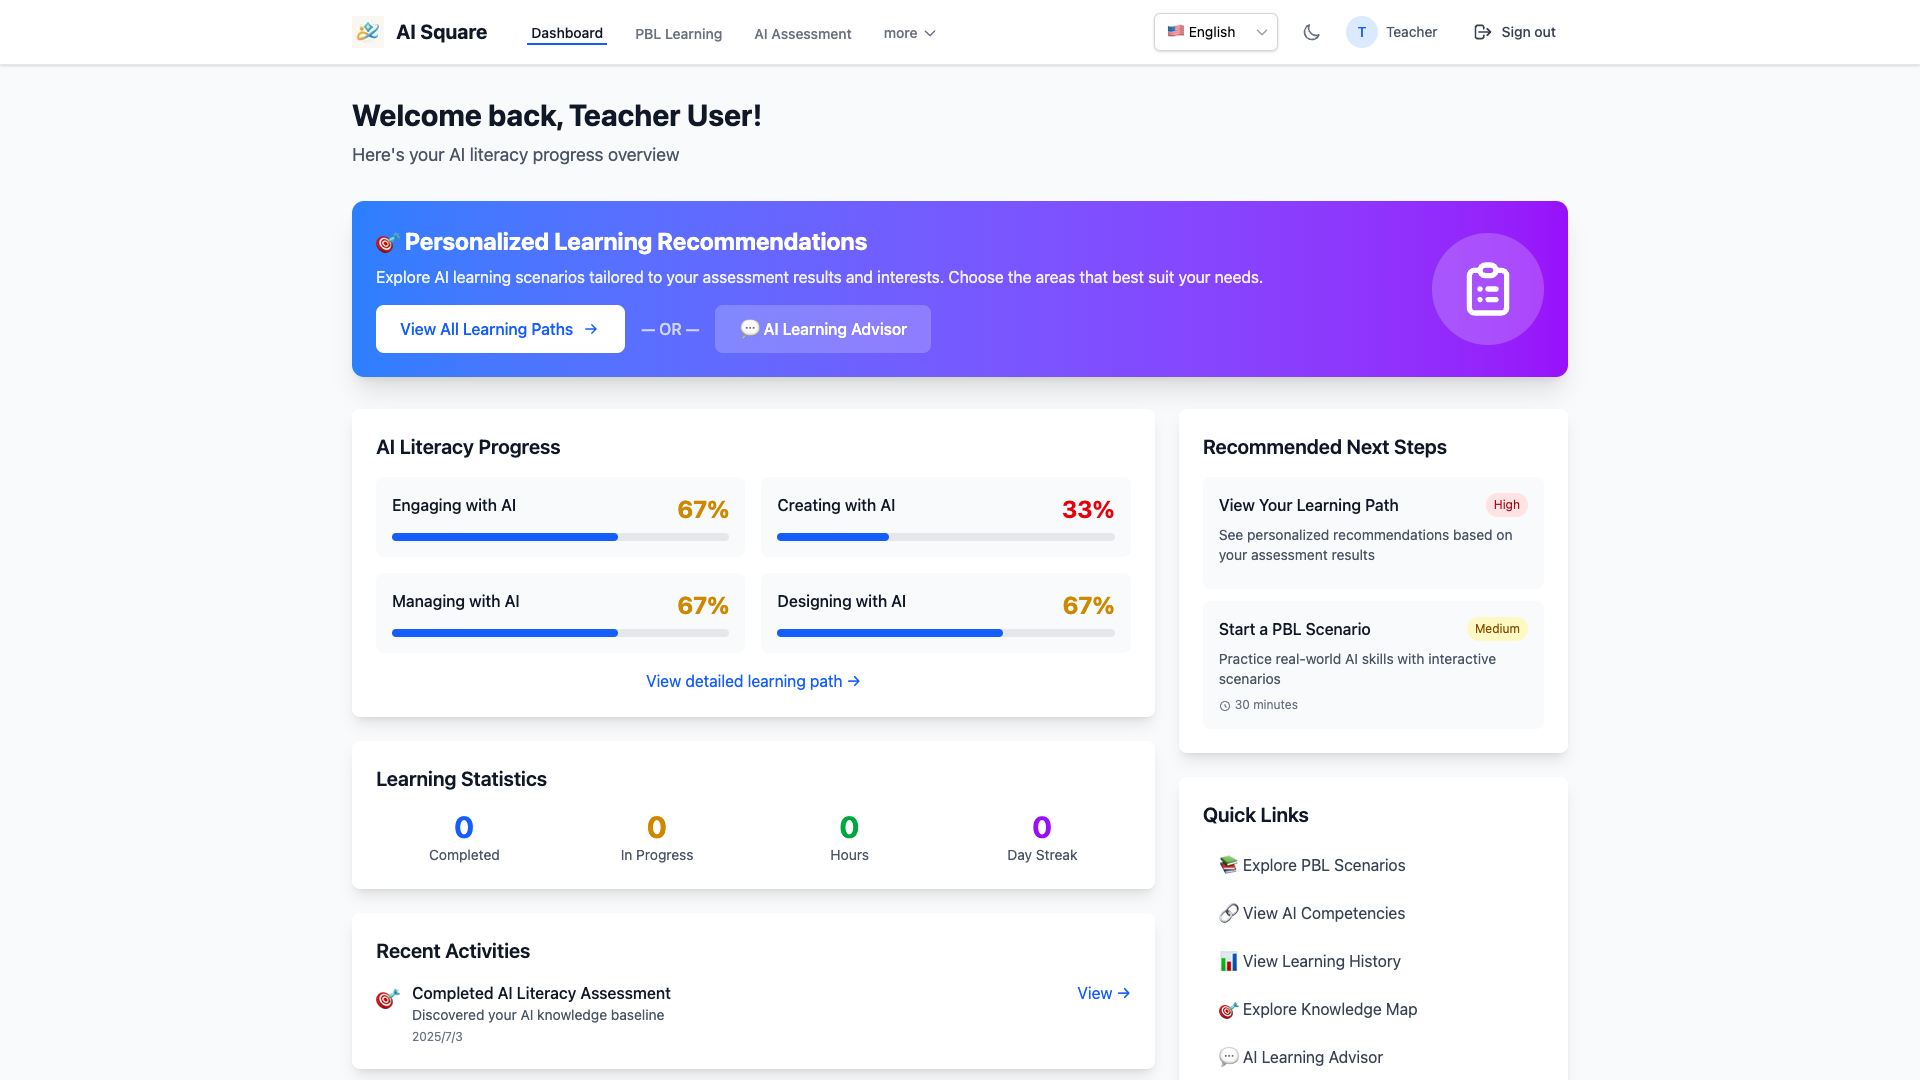 AI Square
Dashboard
PBL Learning
AI Assessment
more
🇺🇸 English
T
Teacher
Sign out
Welcome back, Teacher User!
Here's your AI literacy progress overview
🎯 Personalized Learning Recommendations
Explore AI learning scenarios tailored to your assessment results and interests. Choose the areas that best suit your needs.
View All Learning Paths →
— OR —
💬 AI Learning Advisor
AI Literacy Progress
Engaging with AI
67%
Creating with AI
33%
Managing with AI
67%
Designing with AI
67%
View detailed learning path →
Learning Statistics
0
Completed
0
In Progress
0
Hours
0
Day Streak
Recent Activities
Completed AI Literacy Assessment
Discovered your AI knowledge baseline
2025/7/3
View →
Recommended Next Steps
View Your Learning Path
High
See personalized recommendations based on
your assessment results
Start a PBL Scenario
Medium
Practice real-world AI skills with interactive
scenarios
30 minutes
Quick Links
📚 Explore PBL Scenarios
🔗 View AI Competencies
📊 View Learning History
🎯 Explore Knowledge Map
💬 AI Learning Advisor